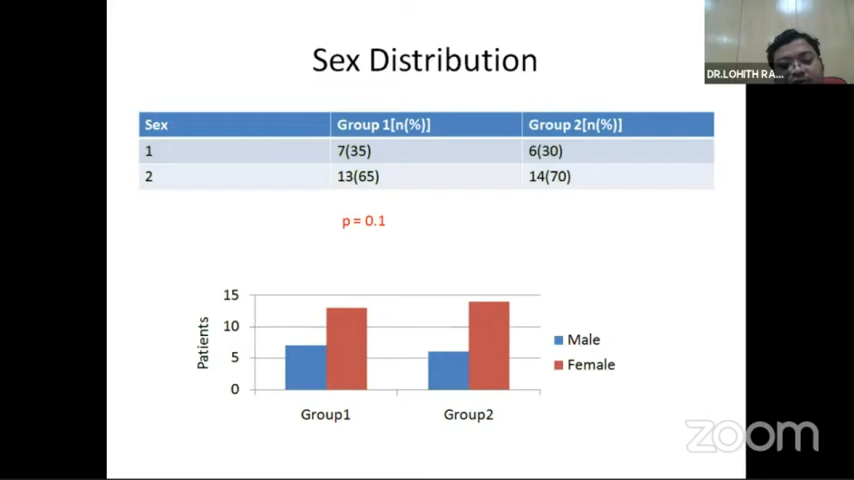 Sex Distribution
DR.LOHITH RA...
Sex Group 1[n(%)] Group 2[n(%)]
1 7(35) 6(30)
2 13(65) 14(70)
p = 0.1
15
10
5
0
Patients
Group1 Group2
Male
Female
zoom